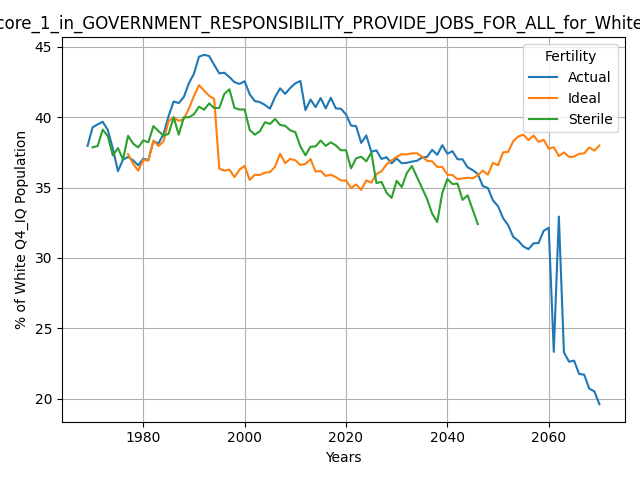 core_1_in_GOVERNMENT_RESPONSIBILITY_PROVIDE_JOBS_FOR_ALL_for_White
Fertility
Actual
Ideal
Sterile
% of White Q4_IQ Population
45
40
35
30
25
20
1980
2000
2020
2040
2060
Years